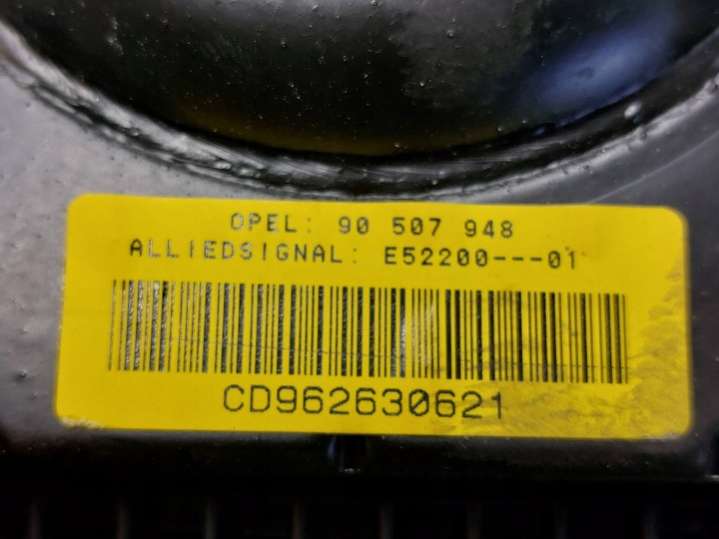 OPEL: 90 507 948
ALLIEDSIGNAL: E52200---01
CD962630621